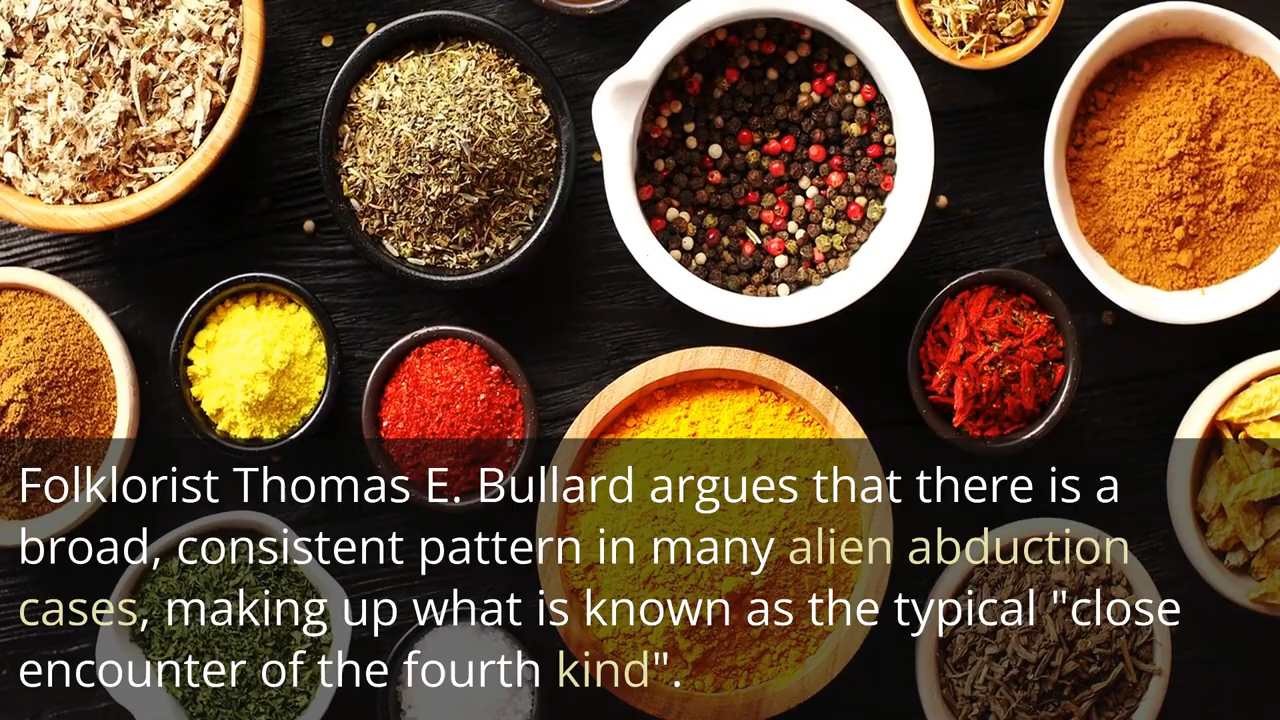 Folklorist Thomas E. Bullard argues that there is a
broad, consistent pattern in many alien abduction
cases, making up what is known as the typical "close
encounter of the fourth kind".